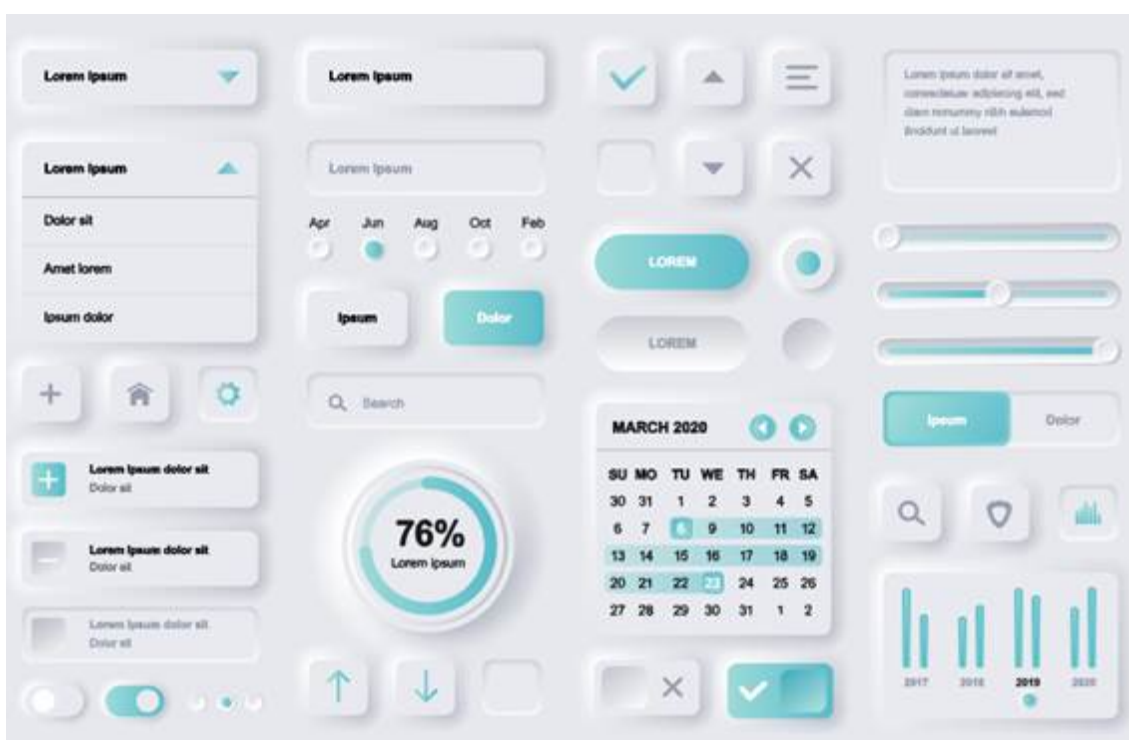 Lorem Ipsum
Lorem Ipsum
Dolor sit
Amet lorem
Ipsum dolor
Lorem Ipsum dolor sit
Dolor sit
Lorem Ipsum dolor sit
Dolor sit
Lorem Ipsum dolor sit
Dolor sit
Lorem Ipsum
Lorem Ipsum
Apr Jun Aug Oct Feb
Ipsum Dolor
Search
76%
Lorem Ipsum
LOREM
LOREM
MARCH 2020
SU MO TU WE TH FR SA
30 31 1 2 3 4 5
6 7 8 9 10 11 12
13 14 15 16 17 18 19
20 21 22 23 24 25 26
27 28 29 30 31 1 2
Lorem ipsum dolor sit amet,
consectetuer adipiscing elit, sed
diam nonummy nibh euismod
tincidunt ut laoreet
Ipsum Dolor
2017 2018 2019 2020